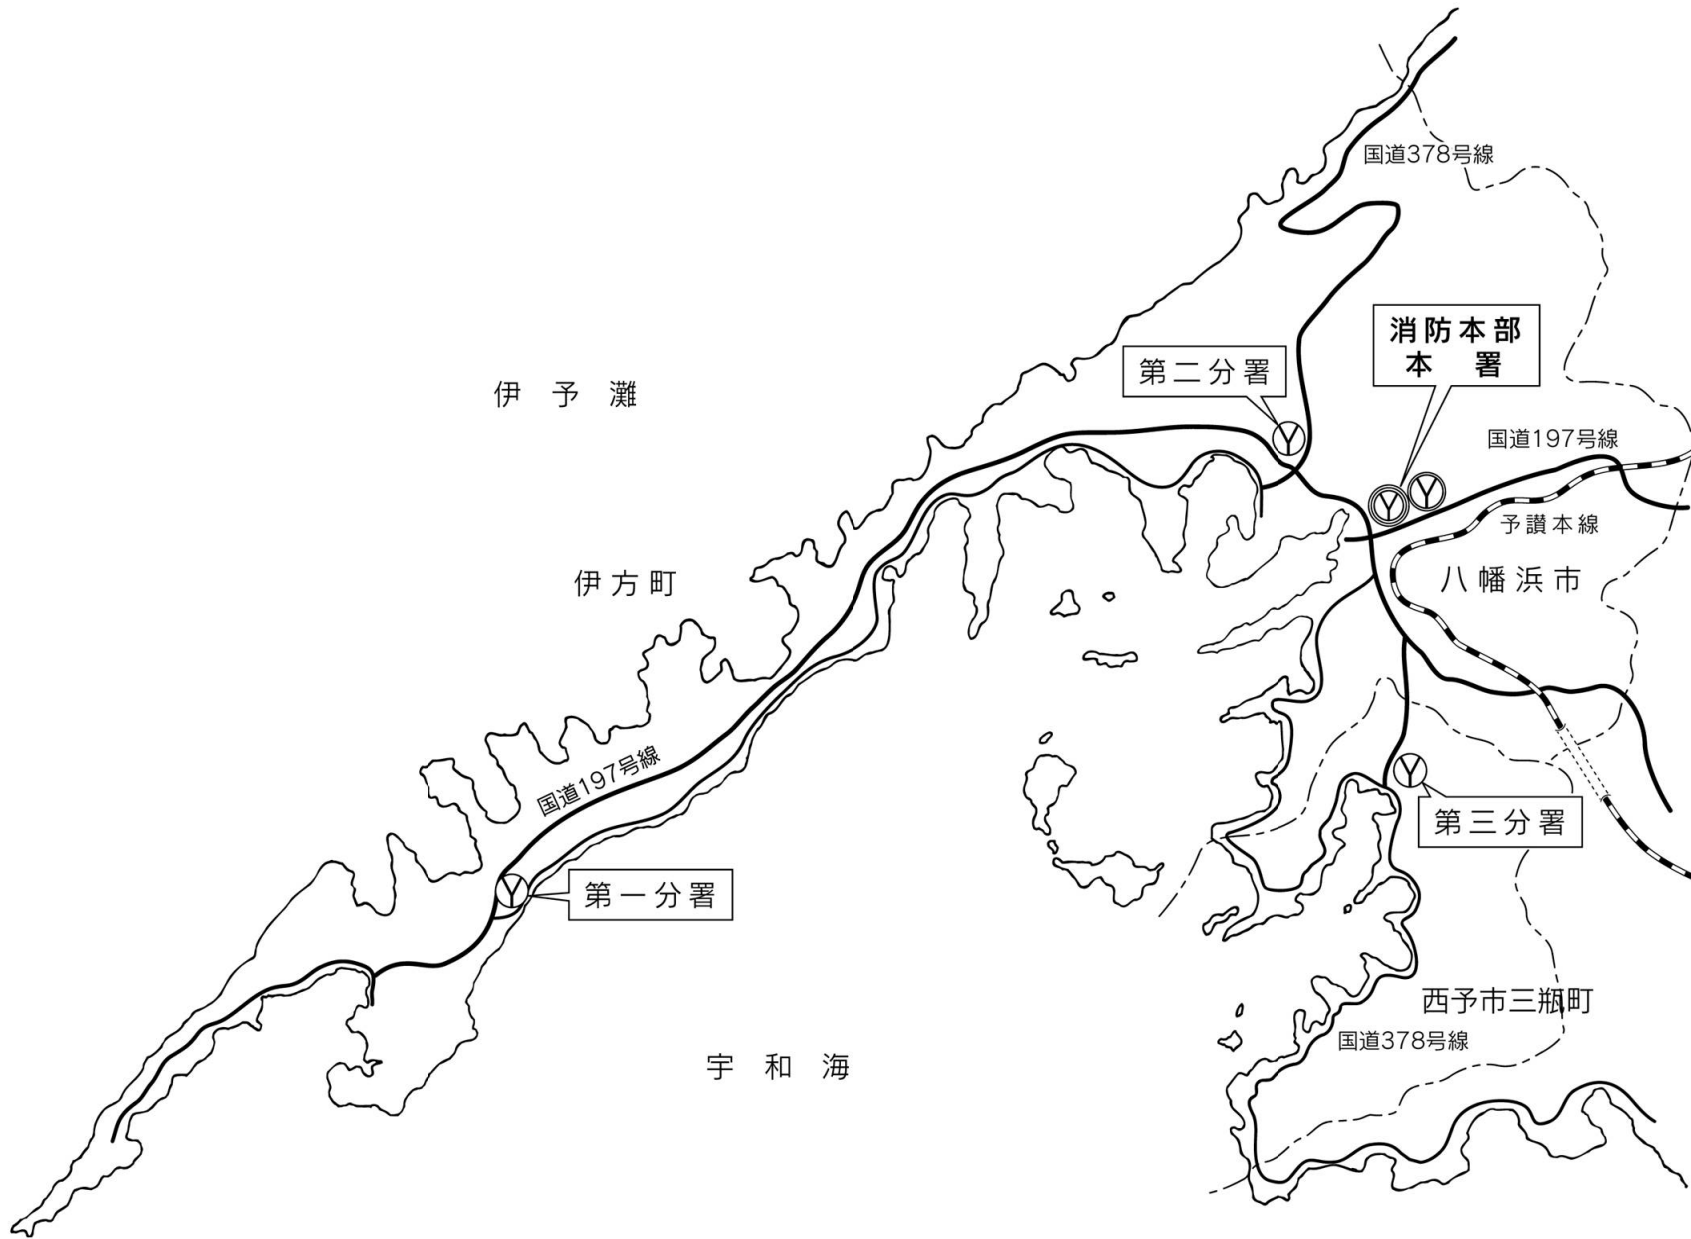 国道378号線
消防本部
本 署
第二分署
伊予灘
国道197号線
予讃本線
八幡浜市
伊方町
国道197号線
第三分署
第一分署
西予市三瓶町
国道378号線
宇和海